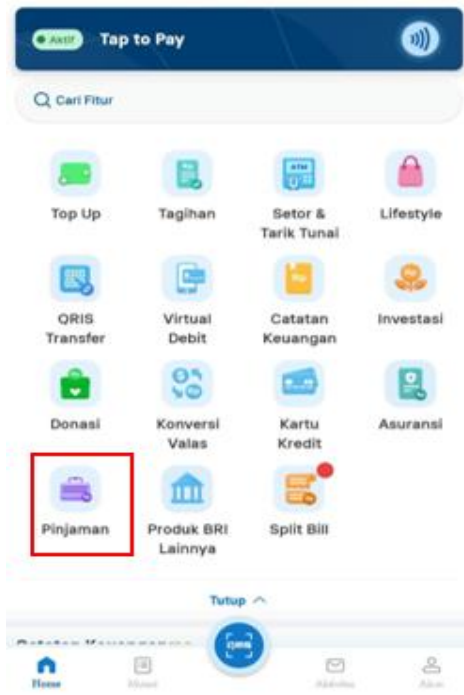 Aktif Tap to Pay
Cari Fitur
Top Up Tagihan Setor & Lifestyle
Tarik Tunai
QRIS Virtual Catatan Investasi
Transfer Debit Keuangan
Donasi Konversi Kartu Asuransi
Valas Kredit
Pinjaman Produk BRI Split Bill
Lainnya
Tutup
QRIS
Home